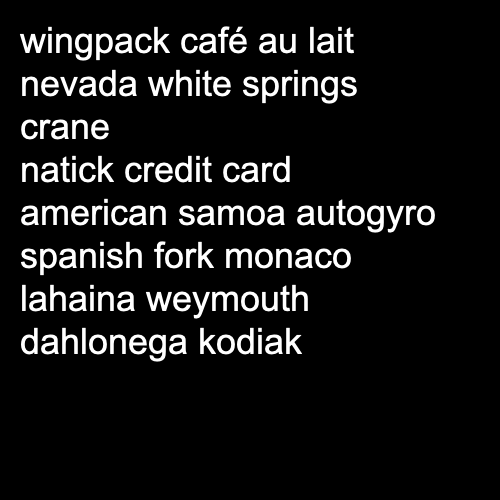 wingpack café au lait
nevada white springs
crane
natick credit card
american samoa autogyro
spanish fork monaco
lahaina weymouth
dahlonega kodiak